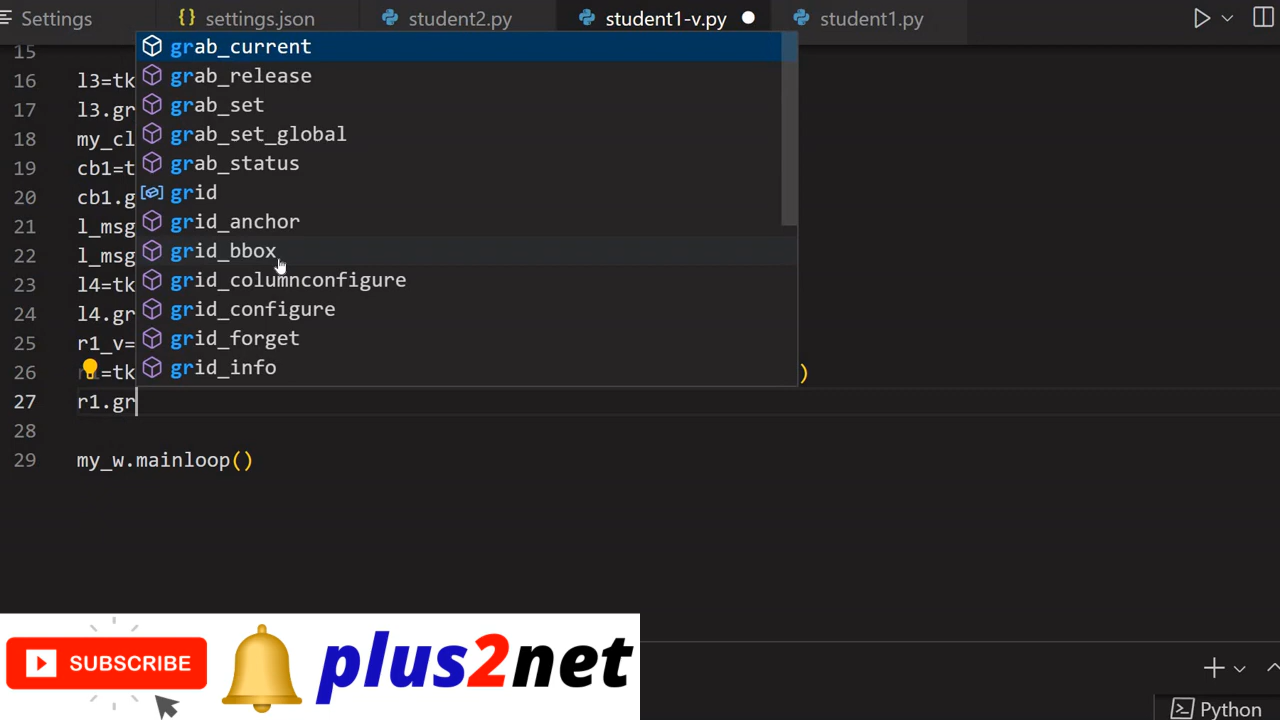 Settings {} settings.json student2.py student1-v.py student1.py
15
16 l3=tk
17 l3.gr
18 my_cl
19 cb1=t
20 cb1.g
21 l_msg
22 l_msg
23 l4=tk
24 l4.gr
25 r1_v=
26 =tk )
27 r1.gr
28
29 my_w.mainloop()
grab_current
grab_release
grab_set
grab_set_global
grab_status
grid
grid_anchor
grid_bbox
grid_columnconfigure
grid_configure
grid_forget
grid_info
SUBSCRIBE plus2net
Python